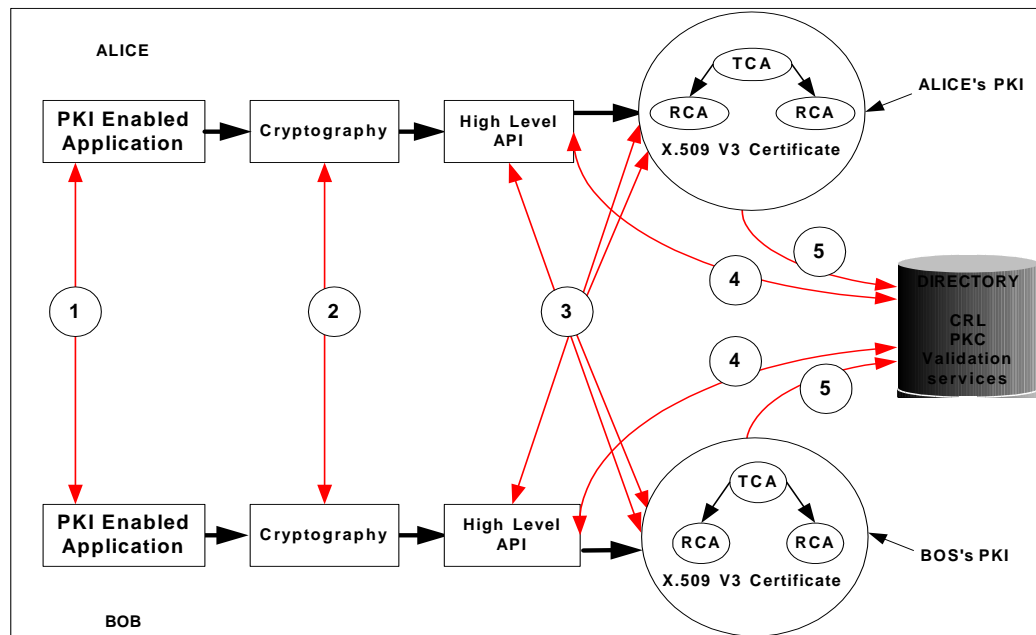 ALICE
PKI Enabled
Application
Cryptography
High Level
API
TCA
RCA
RCA
X.509 V3 Certificate
ALICE's PKI
1
2
3
4
5
DIRECTORY
CRL
PKC
Validation
services
4
5
PKI Enabled
Application
Cryptography
High Level
API
TCA
RCA
RCA
X.509 V3 Certificate
BOS's PKI
BOB